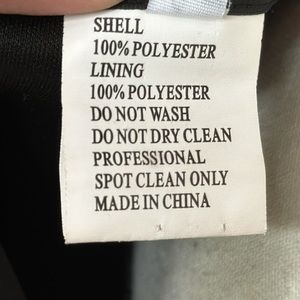 SHELL
100% POLYESTER
LINING
100% POLYESTER
DO NOT WASH
DO NOT DRY CLEAN
PROFESSIONAL
SPOT CLEAN ONLY
MADE IN CHINA